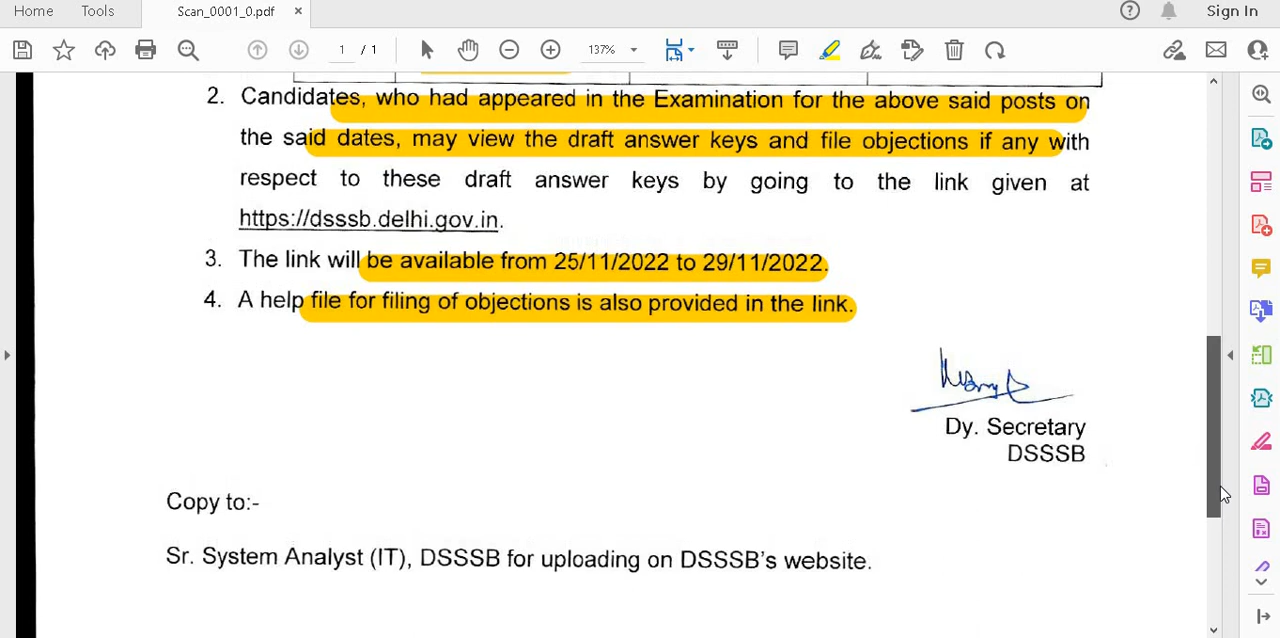 Home Tools Scan_0001_0.pdf × Sign In
1 / 1 137%
2. Candidates, who had appeared in the Examination for the above said posts on
the said dates, may view the draft answer keys and file objections if any with
respect to these draft answer keys by going to the link given at
https://dsssb.delhi.gov.in.
3. The link will be available from 25/11/2022 to 29/11/2022.
4. A help file for filing of objections is also provided in the link.
Dy. Secretary
DSSSB
Copy to:-
Sr. System Analyst (IT), DSSSB for uploading on DSSSB's website.